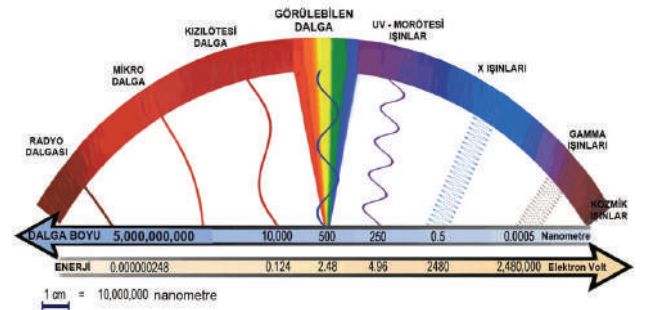 GÖRÜLEBİLEN
DALGA
KIZILÖTESİ
DALGA
UV - MORÖTESİ
IŞINLAR
MİKRO
DALGA
X IŞINLARI
RADYO
DALGASI
GAMMA
IŞINLARI
KOZMİK
IŞINLAR
DALGA BOYU 5,000,000,000 10,000 500 250 0.5 0.0005 Nanometre
ENERJİ 0.000000248 0.124 2.48 4.96 2480 2,480,000 Elektron Volt
1 cm = 10,000,000 nanometre